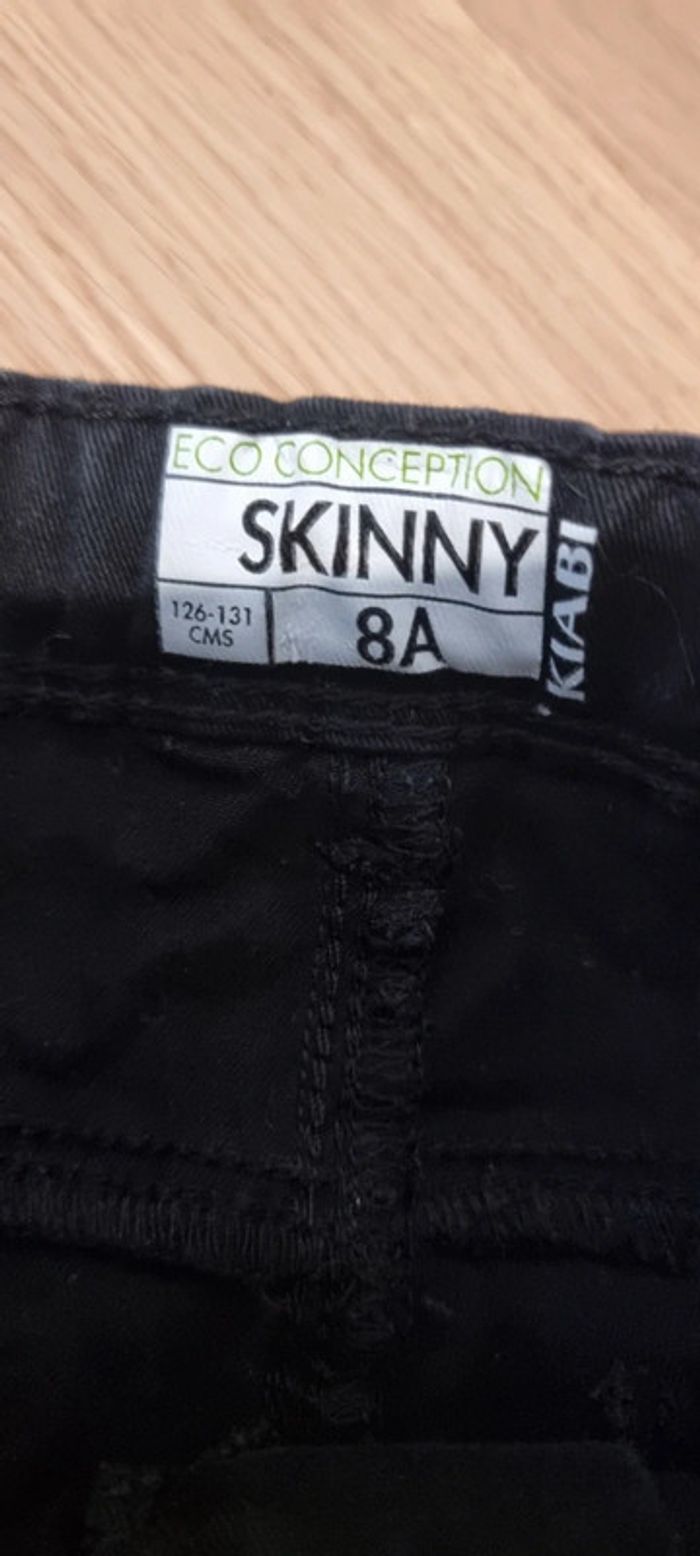 ECO CONCEPTION
SKINNY
126-131
CMS
8A
KIABI